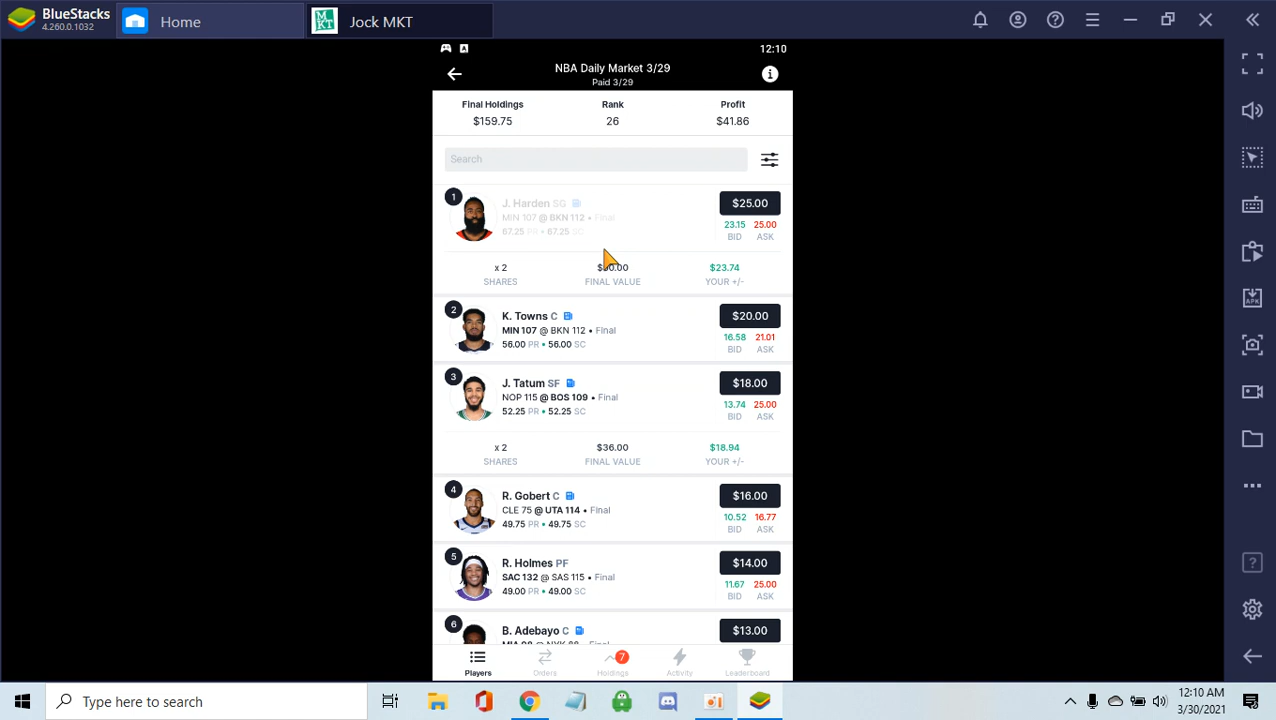 BlueStacks
4.260.0.1032
Home
Jock MKT
12:10
NBA Daily Market 3/29
Paid 3/29
Final Holdings
Rank
Profit
$159.75
26
$41.86
Search
1
J. Harden SG
$25.00
MIN 107 @ BKN 112 • Final
23.15
25.00
67.25 PR • 67.25 SC
BID
ASK
x 2
$50.00
$23.74
SHARES
FINAL VALUE
YOUR +/-
2
K. Towns C
$20.00
MIN 107 @ BKN 112 • Final
16.58
21.01
56.00 PR • 56.00 SC
BID
ASK
3
J. Tatum SF
$18.00
NOP 115 @ BOS 109 • Final
13.74
25.00
52.25 PR • 52.25 SC
BID
ASK
x 2
$36.00
$18.94
SHARES
FINAL VALUE
YOUR +/-
4
R. Gobert C
$16.00
CLE 75 @ UTA 114 • Final
10.52
16.77
49.75 PR • 49.75 SC
BID
ASK
5
R. Holmes PF
$14.00
SAC 132 @ SAS 115 • Final
11.67
25.00
49.00 PR • 49.00 SC
BID
ASK
6
B. Adebayo C
$13.00
7
Players
Orders
Holdings
Activity
Leaderboard
Type here to search
12:10 AM
3/30/2021